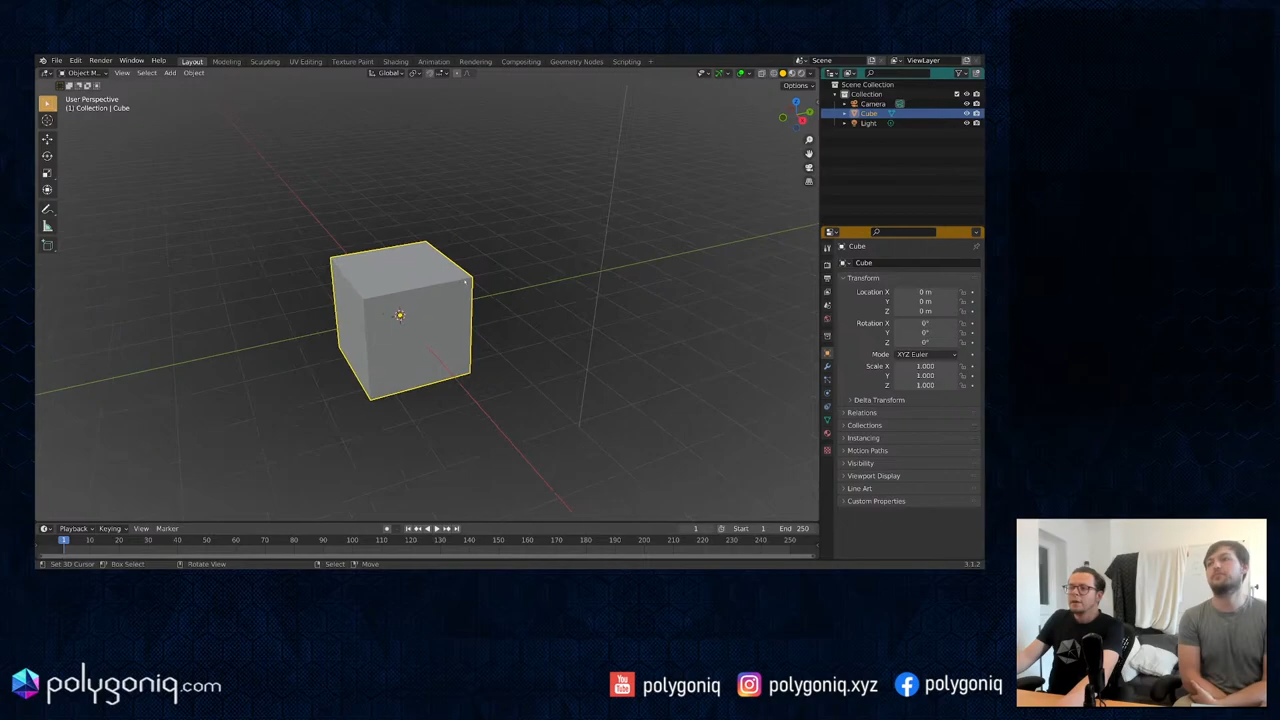 File Edit Render Window Help Layout Modeling Sculpting UV Editing Texture Paint Shading Animation Rendering Compositing Geometry Nodes Scripting + Scene ViewLayer
Object M... View Select Add Object Global
Options
User Perspective
(1) Collection | Cube
Scene Collection
Collection
Camera
Cube
Light
Cube
Cube
Transform
Location X 0 m
Y 0 m
Z 0 m
Rotation X 0°
Y 0°
Z 0°
Mode XYZ Euler
Scale X 1.000
Y 1.000
Z 1.000
Delta Transform
Relations
Collections
Instancing
Motion Paths
Visibility
Viewport Display
Line Art
Custom Properties
Playback Keying View Marker 1 Start 1 End 250
1 10 20 30 40 50 60 70 80 90 100 110 120 130 140 150 160 170 180 190 200 210 220 230 240 250
Set 3D Cursor Box Select Rotate View Select Move 3.1.2
polygoniq.com
You Tube polygoniq polygoniq.xyz polygoniq